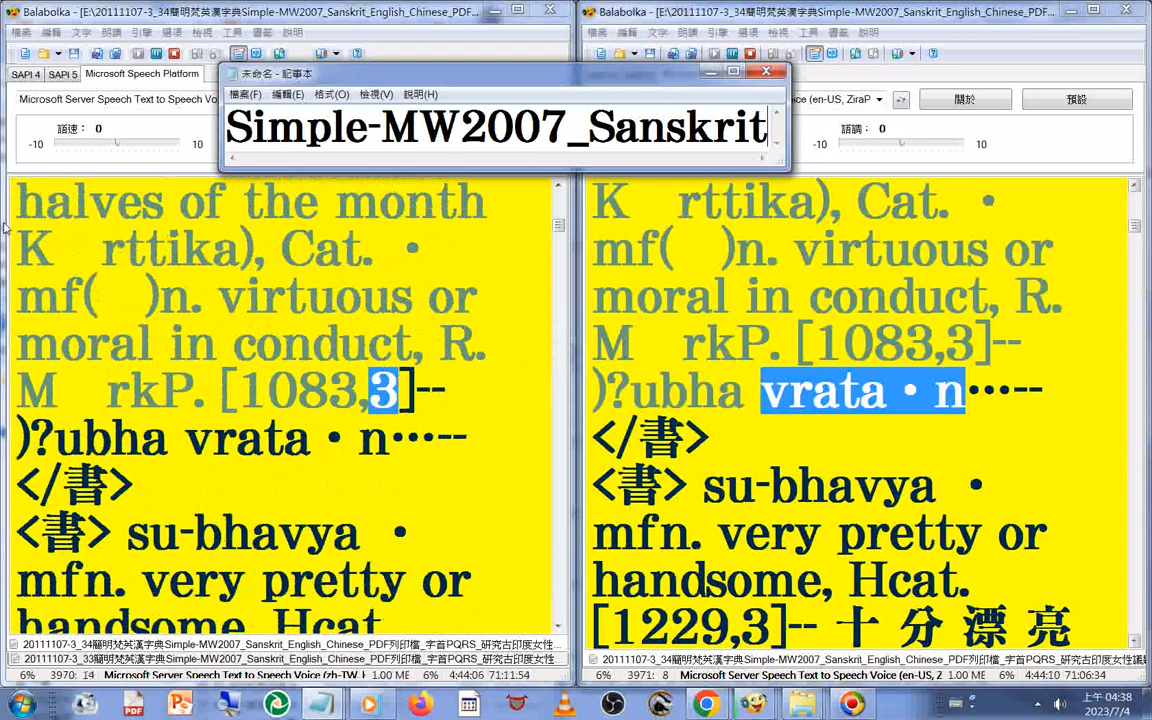 Balabolka - [E:\20111107-3_34簡明梵英漢字典Simple-MW2007_Sanskrit_English_Chinese_PDF...
檔案 編輯 文字 朗讀 引擎 選項 檢視 工具 書籤 說明
SAPI 4 SAPI 5 Microsoft Speech Platform
Microsoft Server Speech Text to Speech Vo
語速： 0
-10 10
halves of the month
K rttika), Cat. •
mf( )n. virtuous or
moral in conduct, R.
M rkP. [1083,3]--
)?ubha vrata • n…--
</書>
<書> su-bhavya •
mfn. very pretty or
handsome, Hcat.
20111107-3_34簡明梵英漢字典Simple-MW2007_Sanskrit_English_Chinese_PDF列印檔_字首PQRS_研究古印度女性...
20111107-3_33簡明梵英漢字典Simple-MW2007_Sanskrit_English_Chinese_PDF列印檔_字首PQRS_研究古印度女性...
6% 3970: 14 Microsoft Server Speech Text to Speech Voice (zh-TW, 1.00 ME 6% 4:44:06 71:11:54
未命名 - 記事本
檔案(F) 編輯(E) 格式(O) 檢視(V) 說明(H)
Simple-MW2007_Sanskrit
Balabolka - [E:\20111107-3_34簡明梵英漢字典Simple-MW2007_Sanskrit_English_Chinese_PDF...
檔案 編輯 文字 朗讀 引擎 選項 檢視 工具 書籤 說明
ice (en-US, ZiraP 關於 預設
語調： 0
10 -10 10
K rttika), Cat. •
mf( )n. virtuous or
moral in conduct, R.
M rkP. [1083,3]--
)?ubha vrata • n…--
</書>
<書> su-bhavya •
mfn. very pretty or
handsome, Hcat.
[1229,3]-- 十 分 漂 亮
20111107-3_34簡明梵英漢字典Simple-MW2007_Sanskrit_English_Chinese_PDF列印檔_字首PQRS_研究古印度女性議
6% 3971: 8 Microsoft Server Speech Text to Speech Voice (en-US, Z 1.00 MB 6% 4:44:06 71:06:34
上午 04:38
2023/7/4